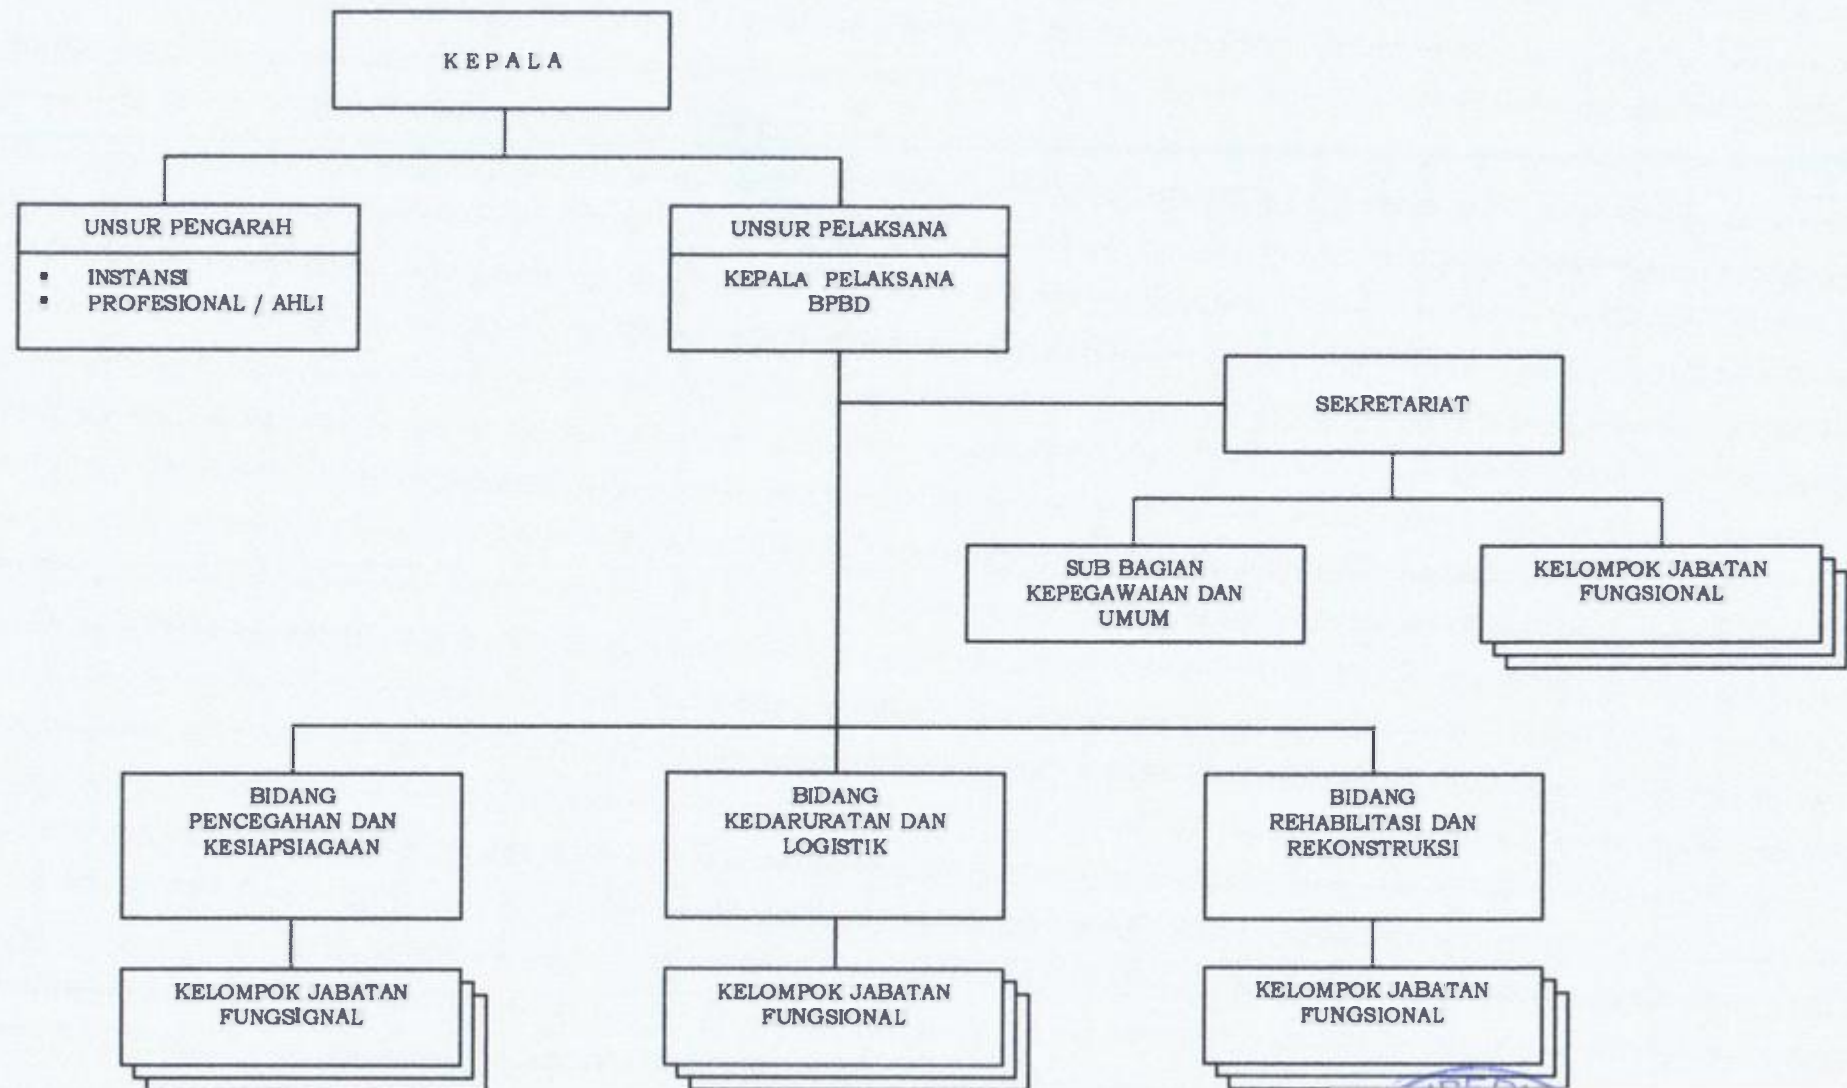 KEPALA
UNSUR PENGARAH
▪ INSTANSI
▪ PROFESIONAL / AHLI
UNSUR PELAKSANA
KEPALA PELAKSANA
BPBD
SEKRETARIAT
SUB BAGIAN
KEPEGAWAIAN DAN
UMUM
KELOMPOK JABATAN
FUNGSIONAL
BIDANG
PENCEGAHAN DAN
KESIAPSIAGAAN
BIDANG
KEDARURATAN DAN
LOGISTIK
BIDANG
REHABILITASI DAN
REKONSTRUKSI
KELOMPOK JABATAN
FUNGSIGNAL
KELOMPOK JABATAN
FUNGSIONAL
KELOMPOK JABATAN
FUNGSIONAL